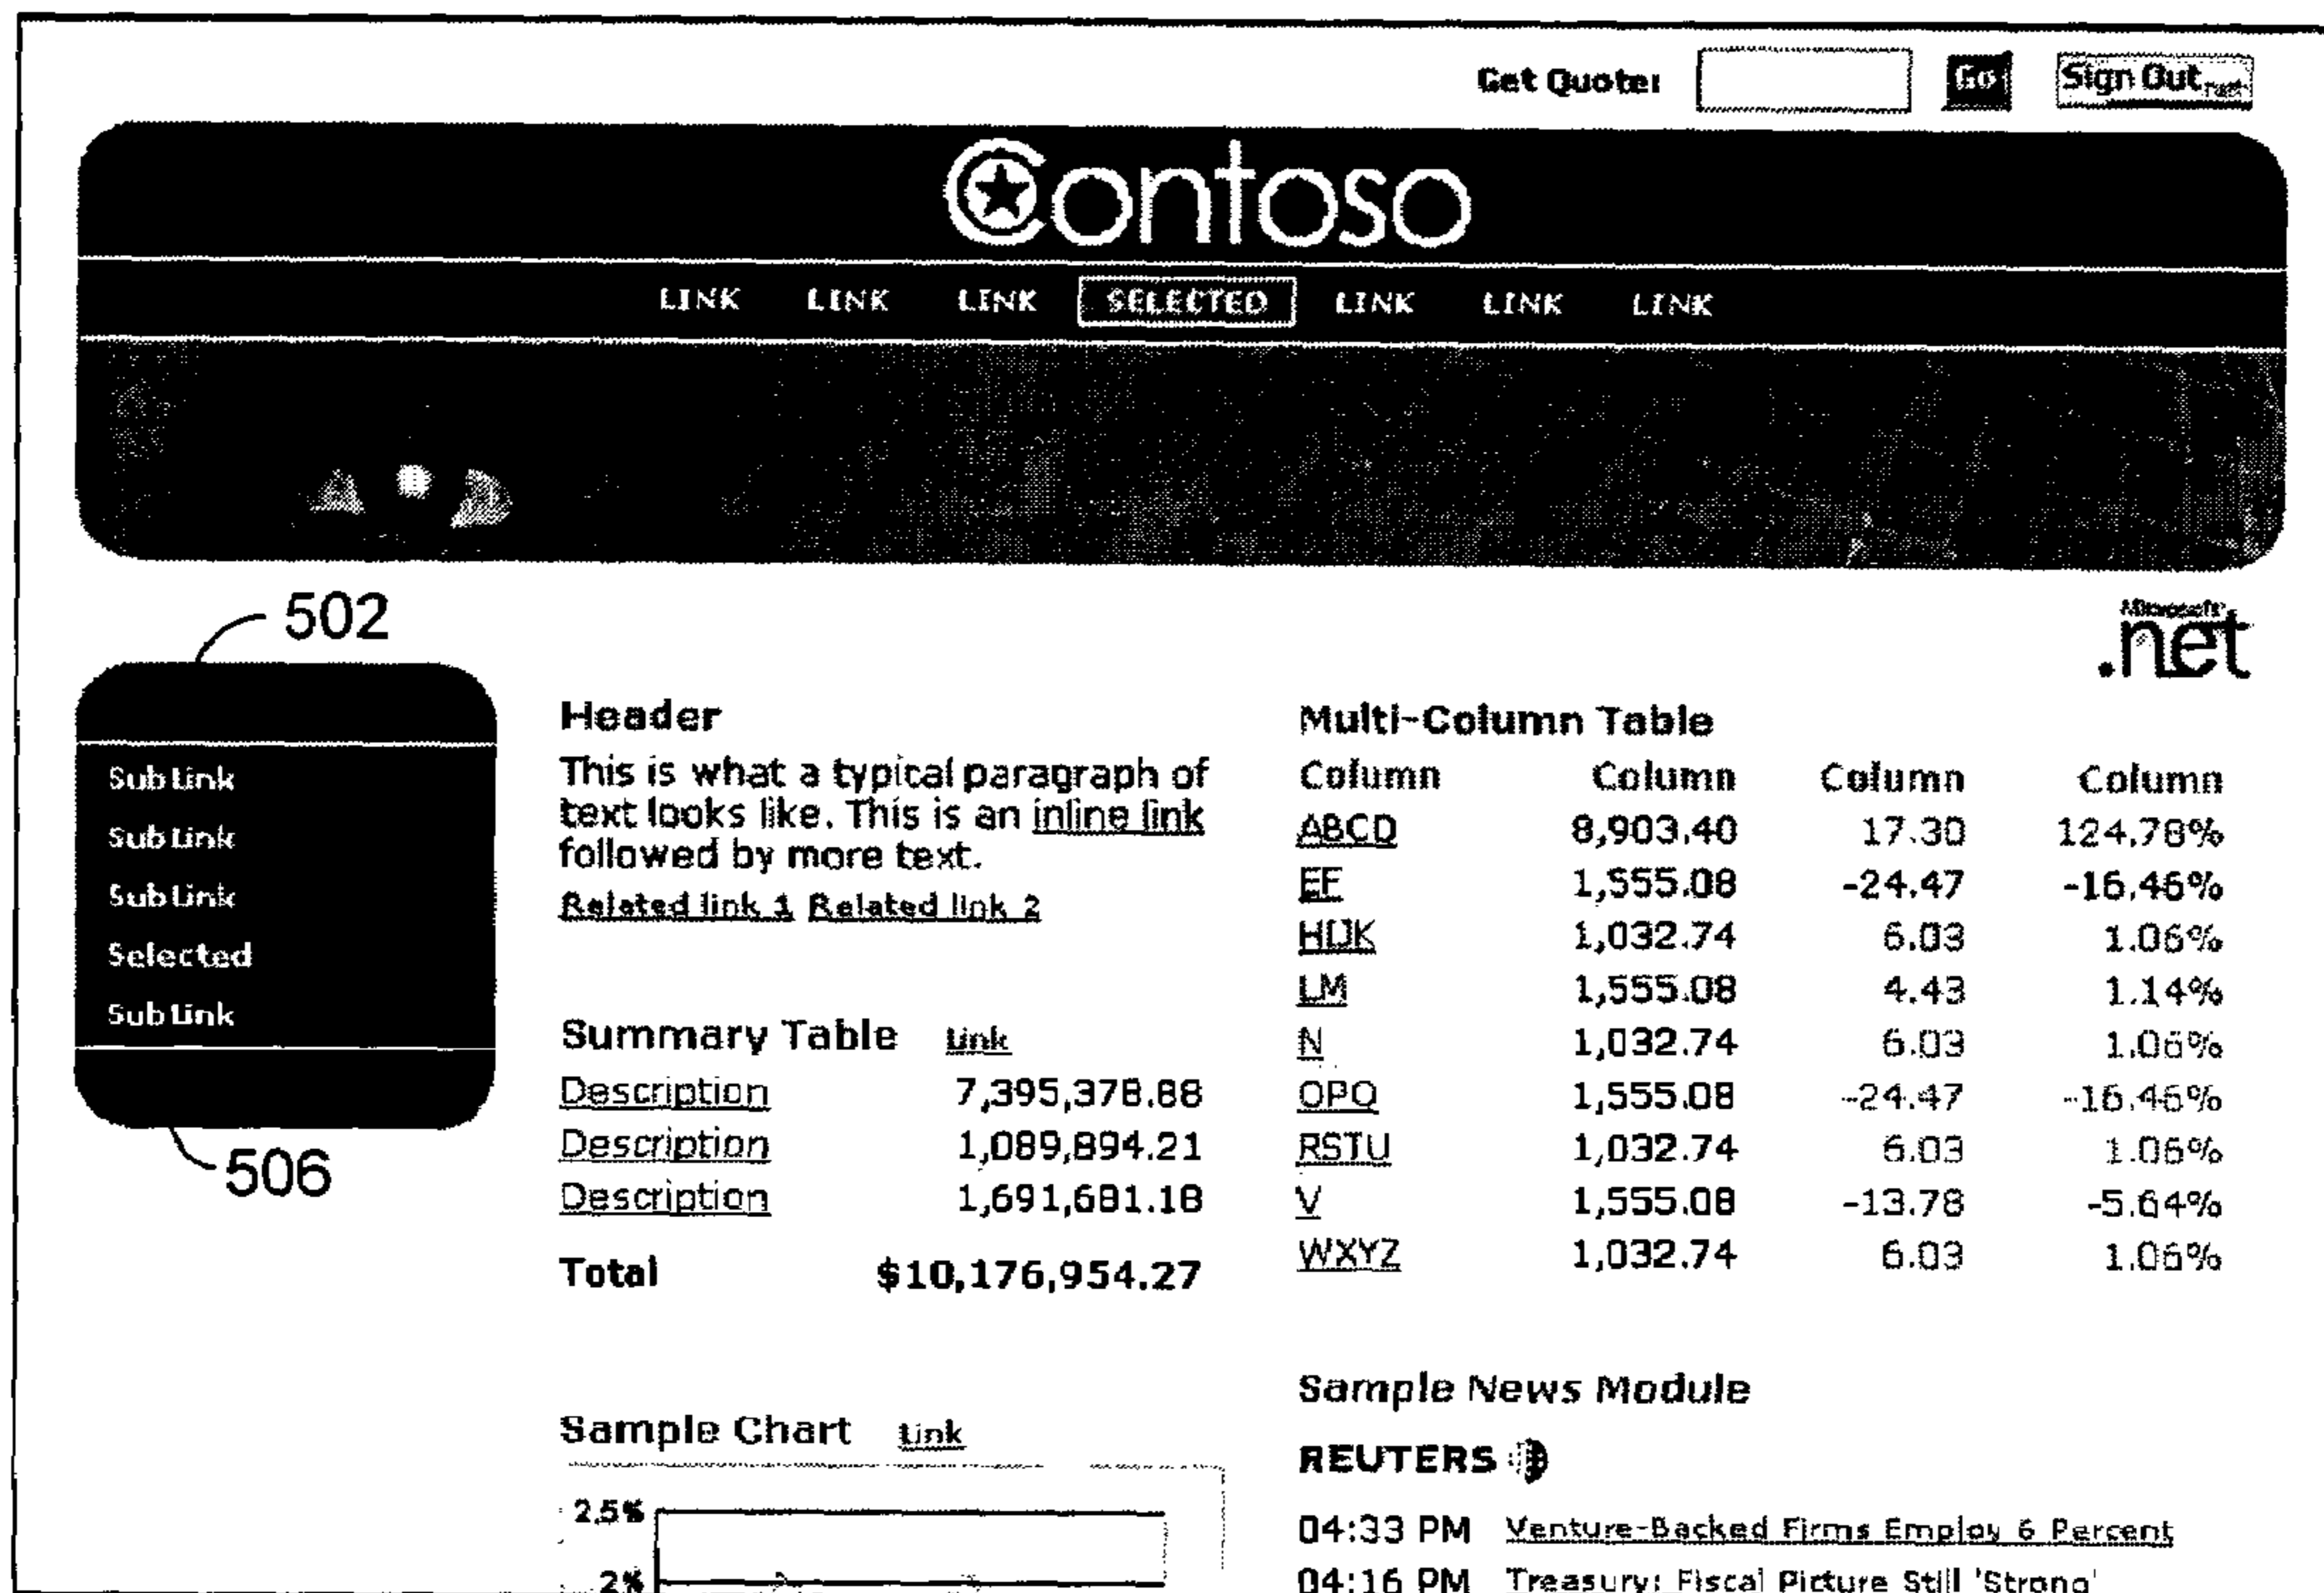 Get Quote: Go Sign Out .net
Contoso
LINK LINK LINK SELECTED LINK LINK LINK
502
Microsoft
.net
Sub Link
Sub Link
Sub Link
Selected
Sub Link
506
Header
This is what a typical paragraph of
text looks like. This is an inline link
followed by more text.
Related link 1 Related link 2
Summary Table Link
Description 7,395,378.88
Description 1,089,894.21
Description 1,691,681.18
Total $10,176,954.27
Sample Chart Link
2.5%
2%
Multi-Column Table
Column Column Column Column
ABCD 8,903.40 17.30 124.78%
EF 1,555.08 -24.47 -16.46%
HIJK 1,032.74 6.03 1.06%
LM 1,555.08 4.43 1.14%
N 1,032.74 6.03 1.06%
OPQ 1,555.08 -24.47 -16.46%
RSTU 1,032.74 6.03 1.06%
V 1,555.08 -13.78 -5.64%
WXYZ 1,032.74 6.03 1.06%
Sample News Module
REUTERS
04:33 PM Venture-Backed Firms Employ 6 Percent
04:16 PM Treasury: Fiscal Picture Still 'Strong'